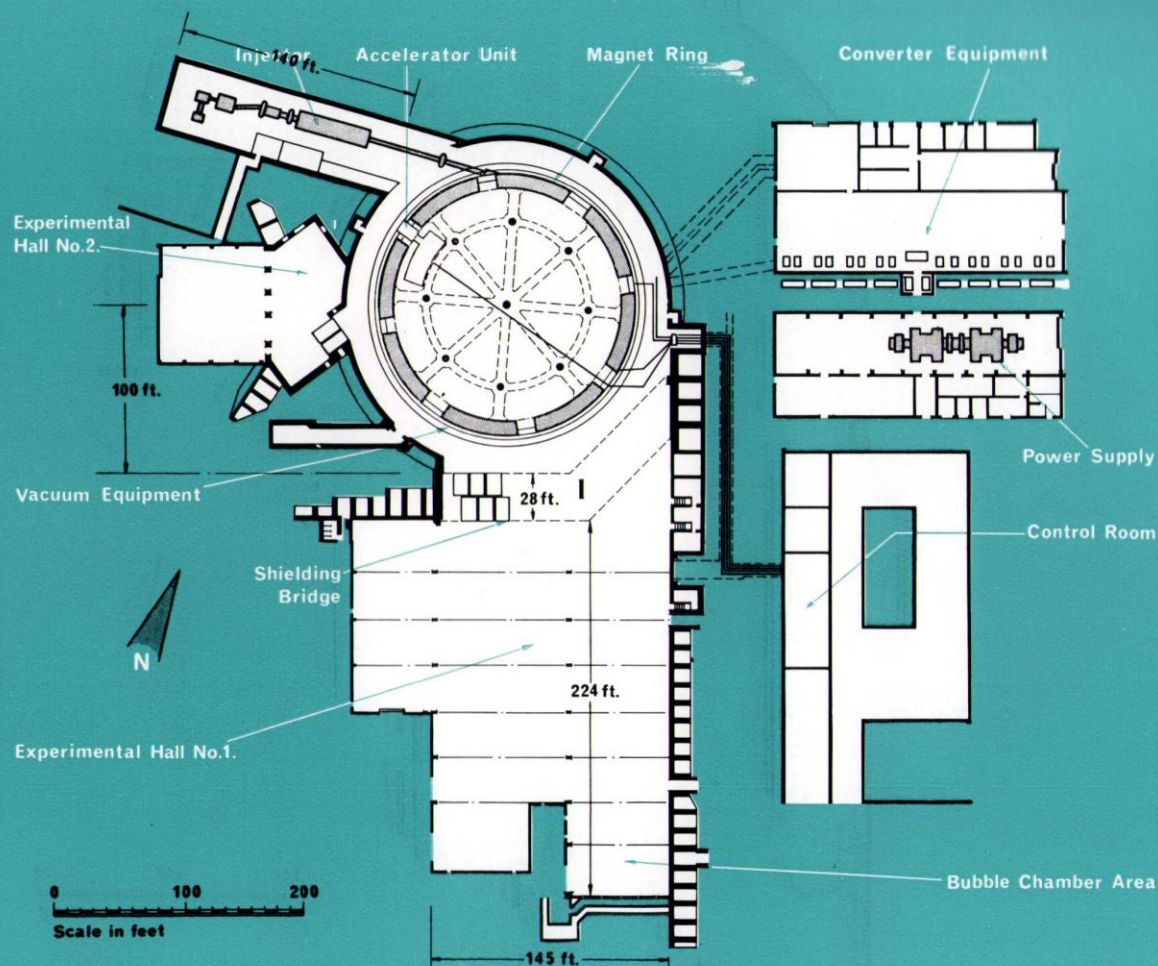 Injector
140 ft.
Accelerator Unit
Magnet Ring
Converter Equipment
Experimental
Hall No.2.
100 ft.
Vacuum Equipment
28 ft.
Power Supply
Control Room
Shielding
Bridge
N
224 ft.
Experimental Hall No.1.
Bubble Chamber Area
0 100 200
Scale in feet
145 ft.